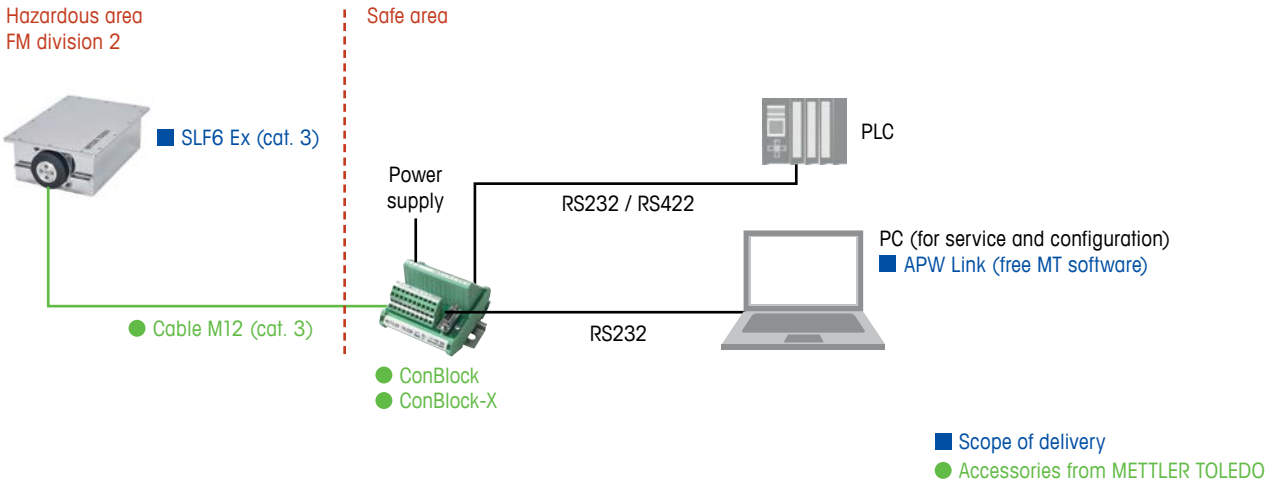 Hazardous area
FM division 2
Safe area
SLF6 Ex (cat. 3)
PLC
Power
supply
RS232 / RS422
PC (for service and configuration)
APW Link (free MT software)
Cable M12 (cat. 3)
RS232
ConBlock
ConBlock-X
Scope of delivery
Accessories from METTLER TOLEDO